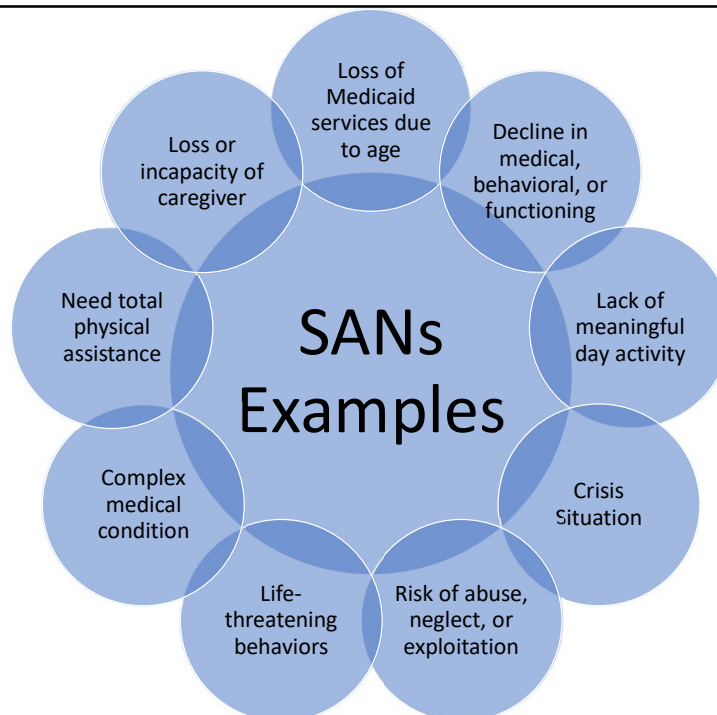 Loss of
Medicaid
services due
to age
Decline in
medical,
behavioral, or
functioning
Lack of
meaningful
day activity
Crisis
Situation
Risk of abuse,
neglect, or
exploitation
Life-
threatening
behaviors
Complex
medical
condition
Need total
physical
assistance
Loss or
incapacity of
caregiver
SANs
Examples